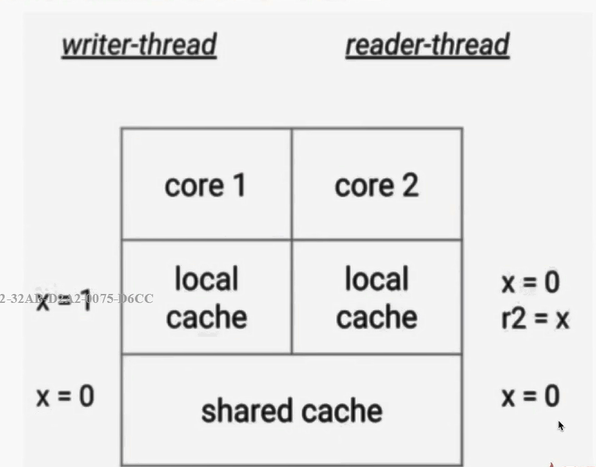 writer-thread
reader-thread
core 1
core 2
x = 1
local
cache
local
cache
x = 0
r2 = x
x = 0
shared cache
x = 0